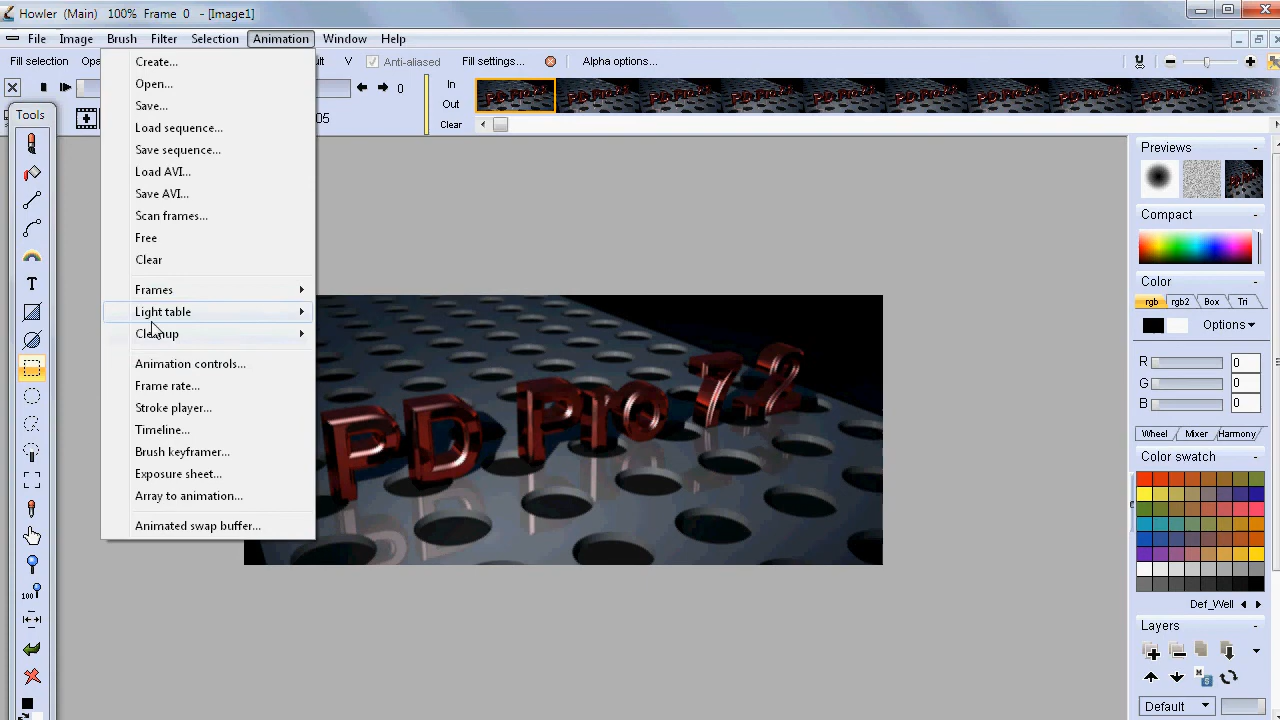 Howler (Main) 100% Frame 0 - [Image1]
File Image Brush Filter Selection Animation Window Help
Fill selection Anti-aliased Fill settings... Alpha options...
0
In
Out
Clear
05
Tools
T
100
Create...
Open...
Save...
Load sequence...
Save sequence...
Load AVI...
Save AVI...
Scan frames...
Free
Clear
Frames
Light table
Cleanup
Animation controls...
Frame rate...
Stroke player...
Timeline...
Brush keyframer...
Exposure sheet...
Array to animation...
Animated swap buffer...
PD Pro 7.2
Previews
Compact
Color
rgb rgb2 Box Tri
Options
R 0
G 0
B 0
Wheel Mixer Harmony
Color swatch
Def_Well
Layers
M
S
Default